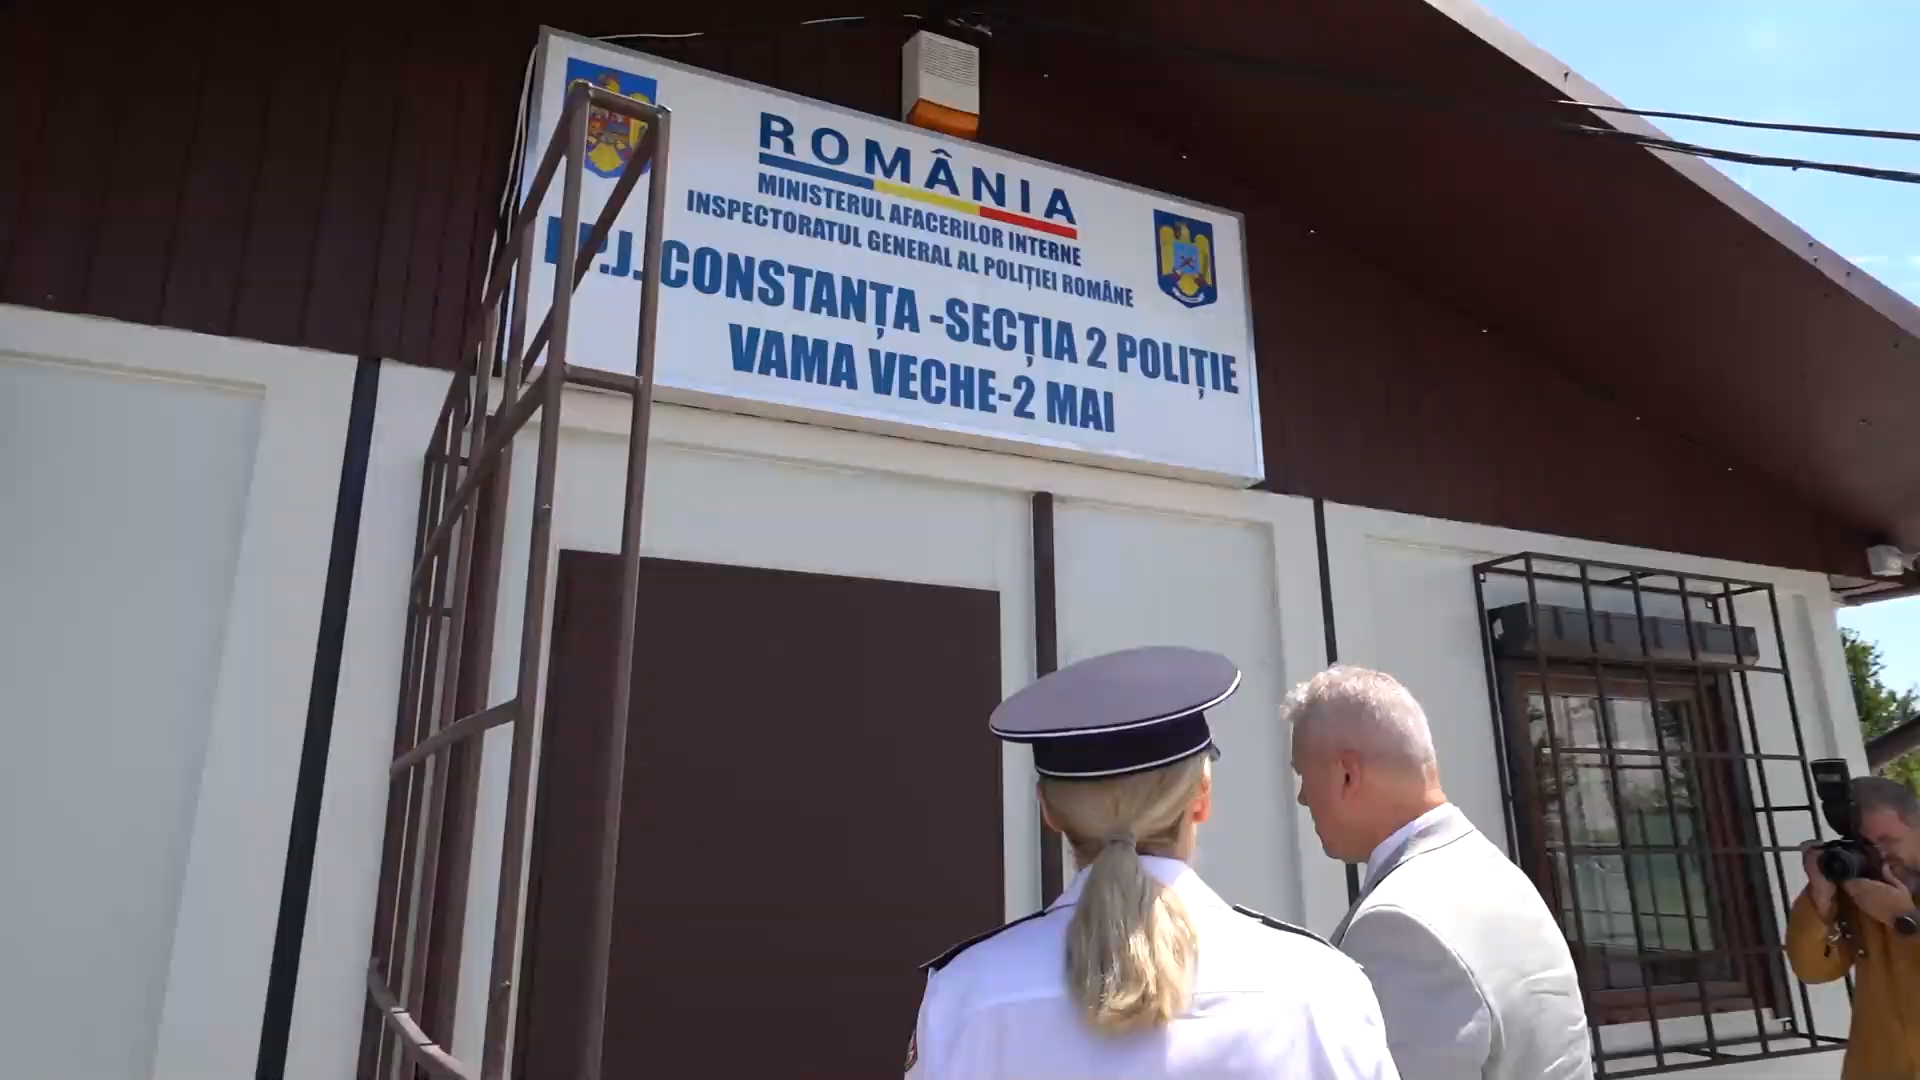 ROMÂNIA
MINISTERUL AFACERILOR INTERNE
INSPECTORATUL GENERAL AL POLIȚIEI ROMÂNE
I.P.J. CONSTANȚA -SECȚIA 2 POLIȚIE
VAMA VECHE-2 MAI